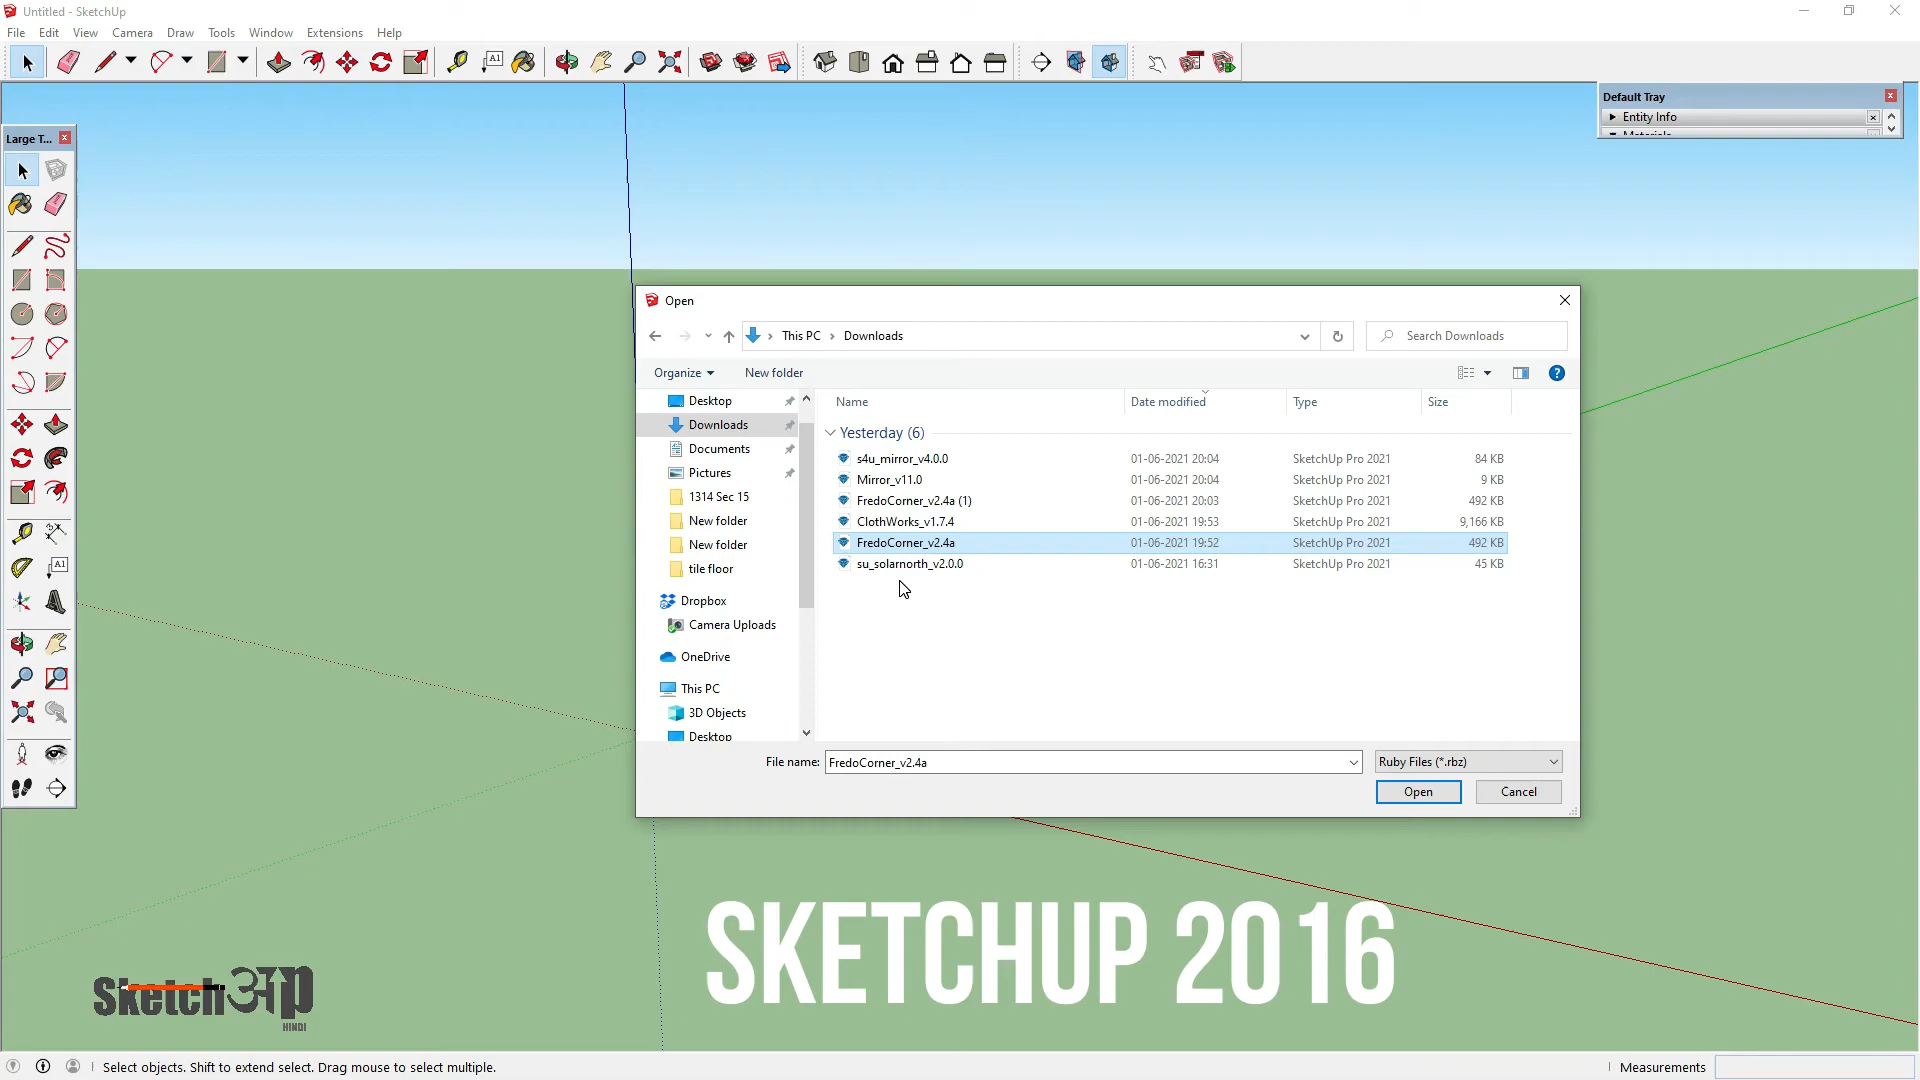 Untitled - SketchUp
File Edit View Camera Draw Tools Window Extensions Help
A1
Large T...
A1
Default Tray
Entity Info
Materials
Open
This PC › Downloads
Search Downloads
Organize
New folder
Name Date modified Type Size
Desktop
Downloads
Documents
Pictures
1314 Sec 15
New folder
New folder
tile floor
Dropbox
Camera Uploads
OneDrive
This PC
3D Objects
Desktop
Yesterday (6)
s4u_mirror_v4.0.0 01-06-2021 20:04 SketchUp Pro 2021 84 KB
Mirror_v11.0 01-06-2021 20:04 SketchUp Pro 2021 9 KB
FredoCorner_v2.4a (1) 01-06-2021 20:03 SketchUp Pro 2021 492 KB
ClothWorks_v1.7.4 01-06-2021 19:53 SketchUp Pro 2021 9,166 KB
FredoCorner_v2.4a 01-06-2021 19:52 SketchUp Pro 2021 492 KB
su_solarnorth_v2.0.0 01-06-2021 16:31 SketchUp Pro 2021 45 KB
File name: FredoCorner_v2.4a Ruby Files (*.rbz)
Open Cancel
SKETCHUP 2016
Sketchअप
HINDI
Select objects. Shift to extend select. Drag mouse to select multiple.
Measurements